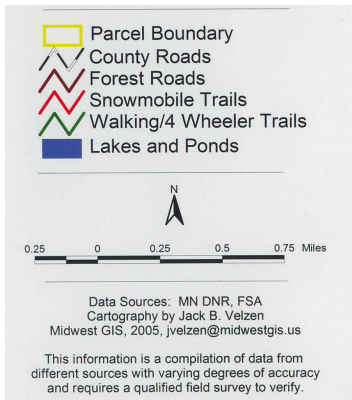 Parcel Boundary
County Roads
Forest Roads
Snowmobile Trails
Walking/4 Wheeler Trails
Lakes and Ponds
N
0.25 0 0.25 0.5 0.75 Miles
Data Sources: MN DNR, FSA
Cartography by Jack B. Velzen
Midwest GIS, 2005, jvelzen@midwestgis.us
This information is a compilation of data from
different sources with varying degrees of accuracy
and requires a qualified field survey to verify.